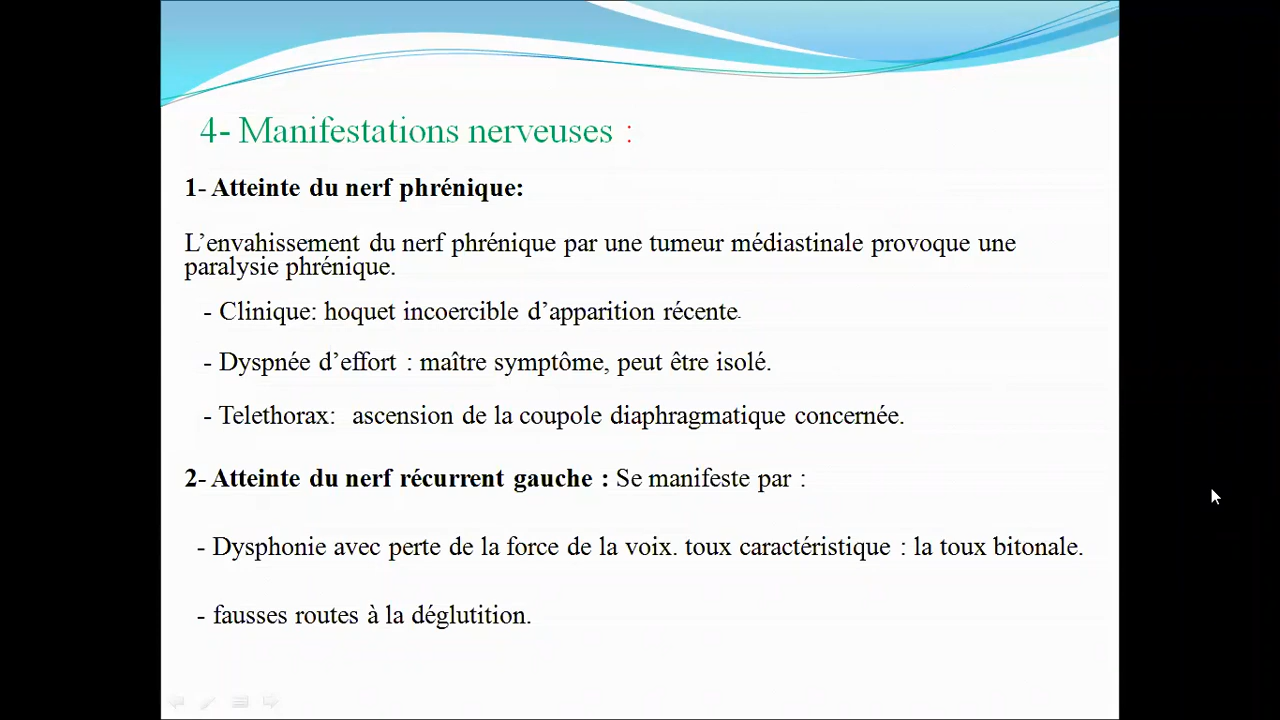 4- Manifestations nerveuses :
1- Atteinte du nerf phrénique:
L’envahissement du nerf phrénique par une tumeur médiastinale provoque une
paralysie phrénique.
- Clinique: hoquet incoercible d’apparition récente.
- Dyspnée d’effort : maître symptôme, peut être isolé.
- Telethorax: ascension de la coupole diaphragmatique concernée.
2- Atteinte du nerf récurrent gauche : Se manifeste par :
- Dysphonie avec perte de la force de la voix. toux caractéristique : la toux bitonale.
- fausses routes à la déglutition.